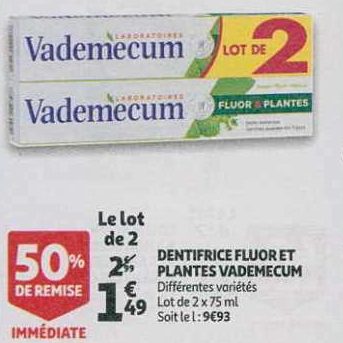 LABORATOIRES
Vademecum
LOT DE 2
LABORATOIRES
Vademecum
FLUOR & PLANTES
Le lot
de 2
50%
DE REMISE
IMMÉDIATE
2€99
1€49
DENTIFRICE FLUOR ET
PLANTES VADEMECUM
Différentes variétés
Lot de 2 x 75 ml
Soit le l : 9€93